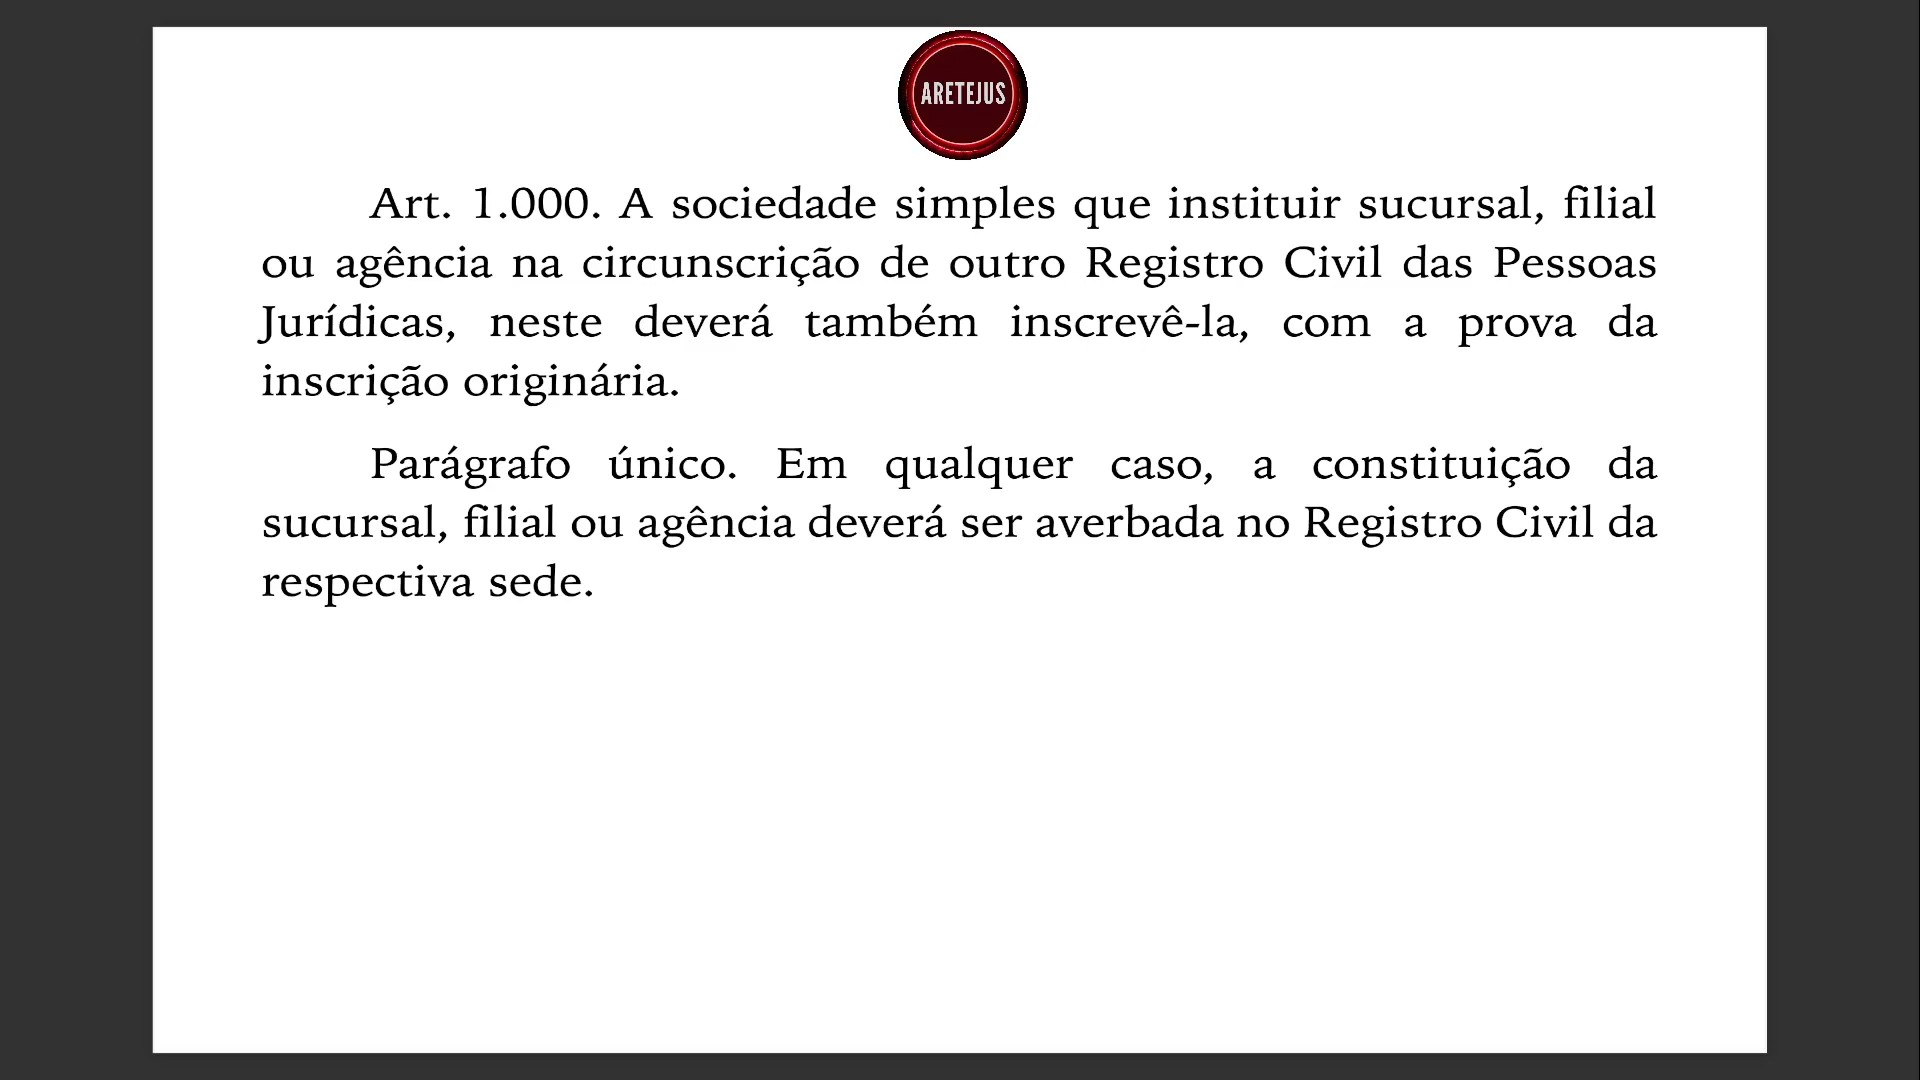 ARETEJUS
Art. 1.000. A sociedade simples que instituir sucursal, filial
ou agência na circunscrição de outro Registro Civil das Pessoas
Jurídicas, neste deverá também inscrevê-la, com a prova da
inscrição originária.
Parágrafo único. Em qualquer caso, a constituição da
sucursal, filial ou agência deverá ser averbada no Registro Civil da
respectiva sede.